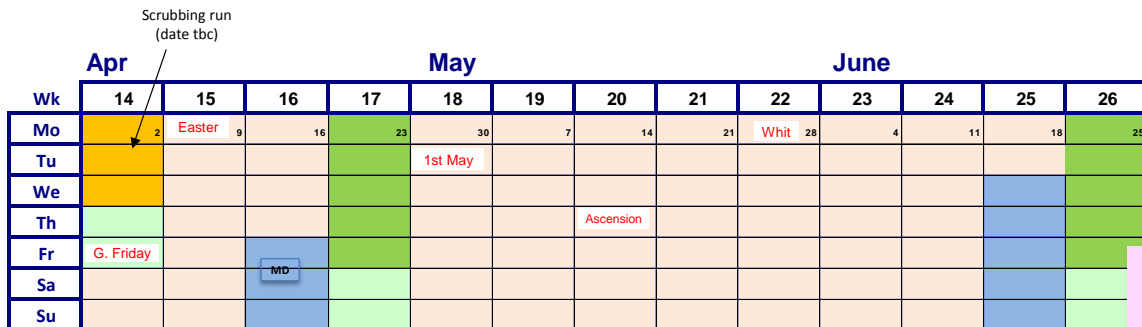 Scrubbing run
(date tbc)
Apr May June
Wk 14 15 16 17 18 19 20 21 22 23 24 25 26
Mo 2 Easter 9 16 23 30 7 14 21 Whit 28 4 11 18 25
Tu 1st May
We
Th Ascension
Fr G. Friday
MD
Sa
Su